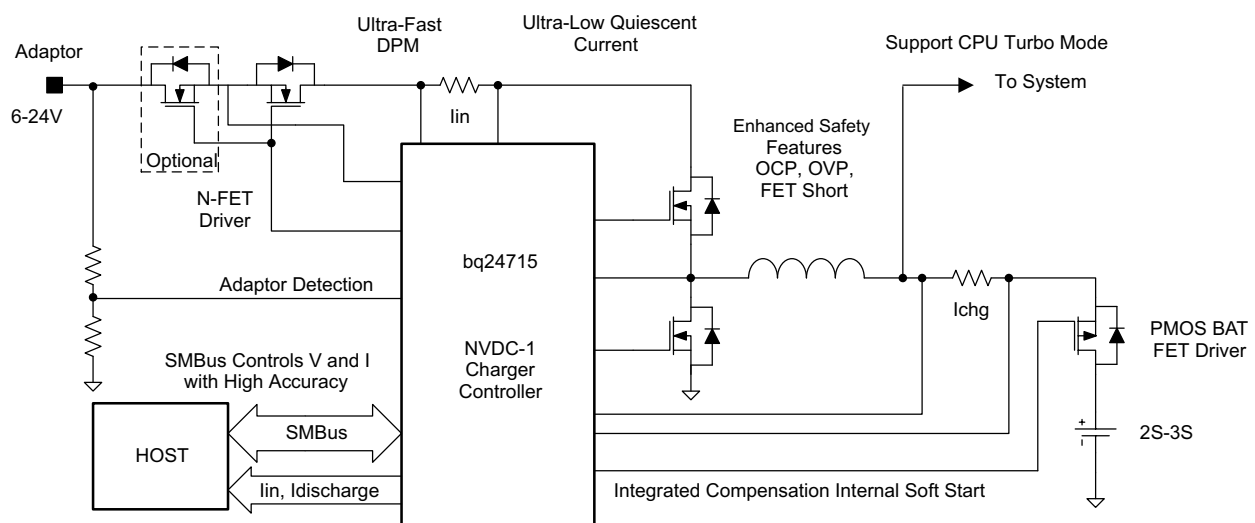 Ultra-Fast
DPM
Ultra-Low Quiescent
Current
Support CPU Turbo Mode
Adaptor
To System
6-24V
Iin
Enhanced Safety
Features
OCP, OVP,
FET Short
Optional
N-FET
Driver
bq24715
Adaptor Detection
Ichg
PMOS BAT
FET Driver
NVDC-1
Charger
Controller
SMBus Controls V and I
with High Accuracy
SMBus
HOST
+
-
2S-3S
Iin, Idischarge
Integrated Compensation Internal Soft Start